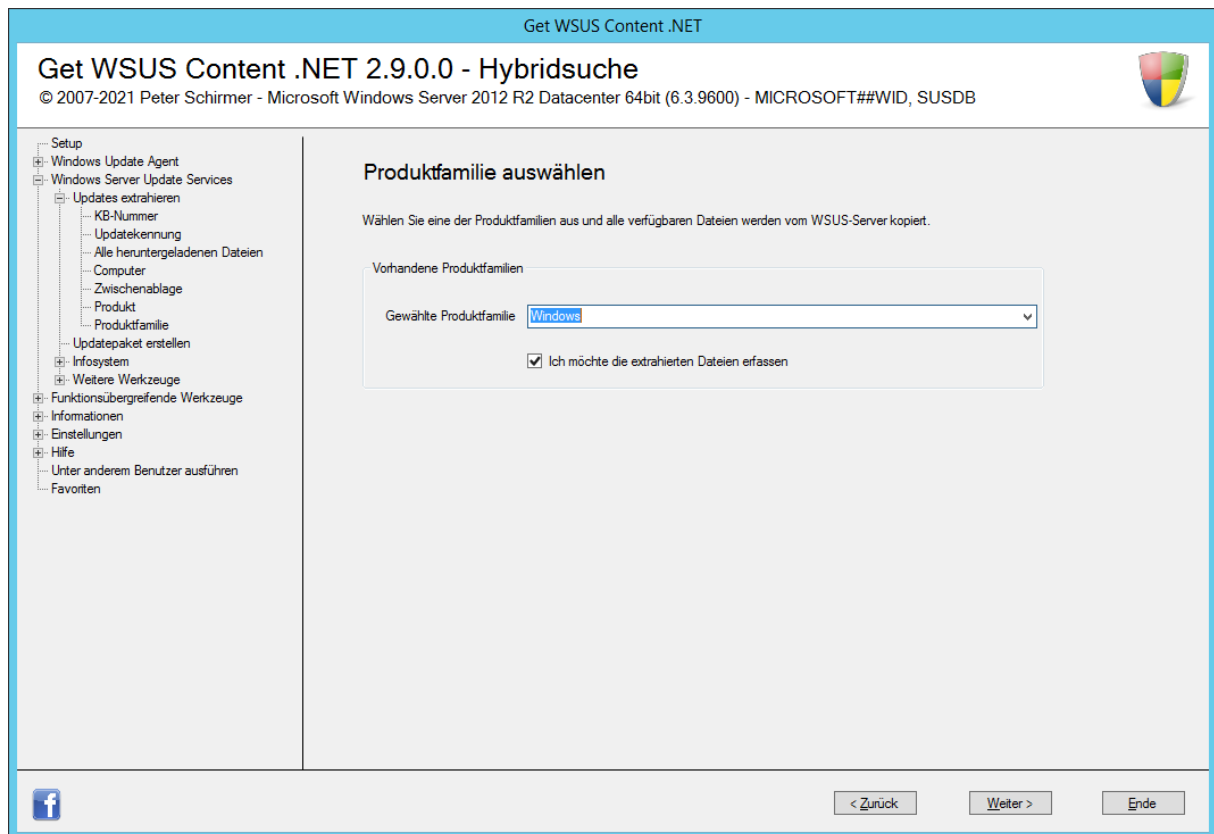 Get WSUS Content .NET
Get WSUS Content .NET 2.9.0.0 - Hybridsuche
© 2007-2021 Peter Schirmer - Microsoft Windows Server 2012 R2 Datacenter 64bit (6.3.9600) - MICROSOFT##WID, SUSDB
Setup
Windows Update Agent
Windows Server Update Services
Updates extrahieren
KB-Nummer
Updatekennung
Alle heruntergeladenen Dateien
Computer
Zwischenablage
Produkt
Produktfamilie
Updatepaket erstellen
Infosystem
Weitere Werkzeuge
Funktionsübergreifende Werkzeuge
Informationen
Einstellungen
Hilfe
Unter anderem Benutzer ausführen
Favoriten
Produktfamilie auswählen
Wählen Sie eine der Produktfamilien aus und alle verfügbaren Dateien werden vom WSUS-Server kopiert.
Vorhandene Produktfamilien
Gewählte Produktfamilie Windows
Ich möchte die extrahierten Dateien erfassen
f
< Zurück Weiter > Ende